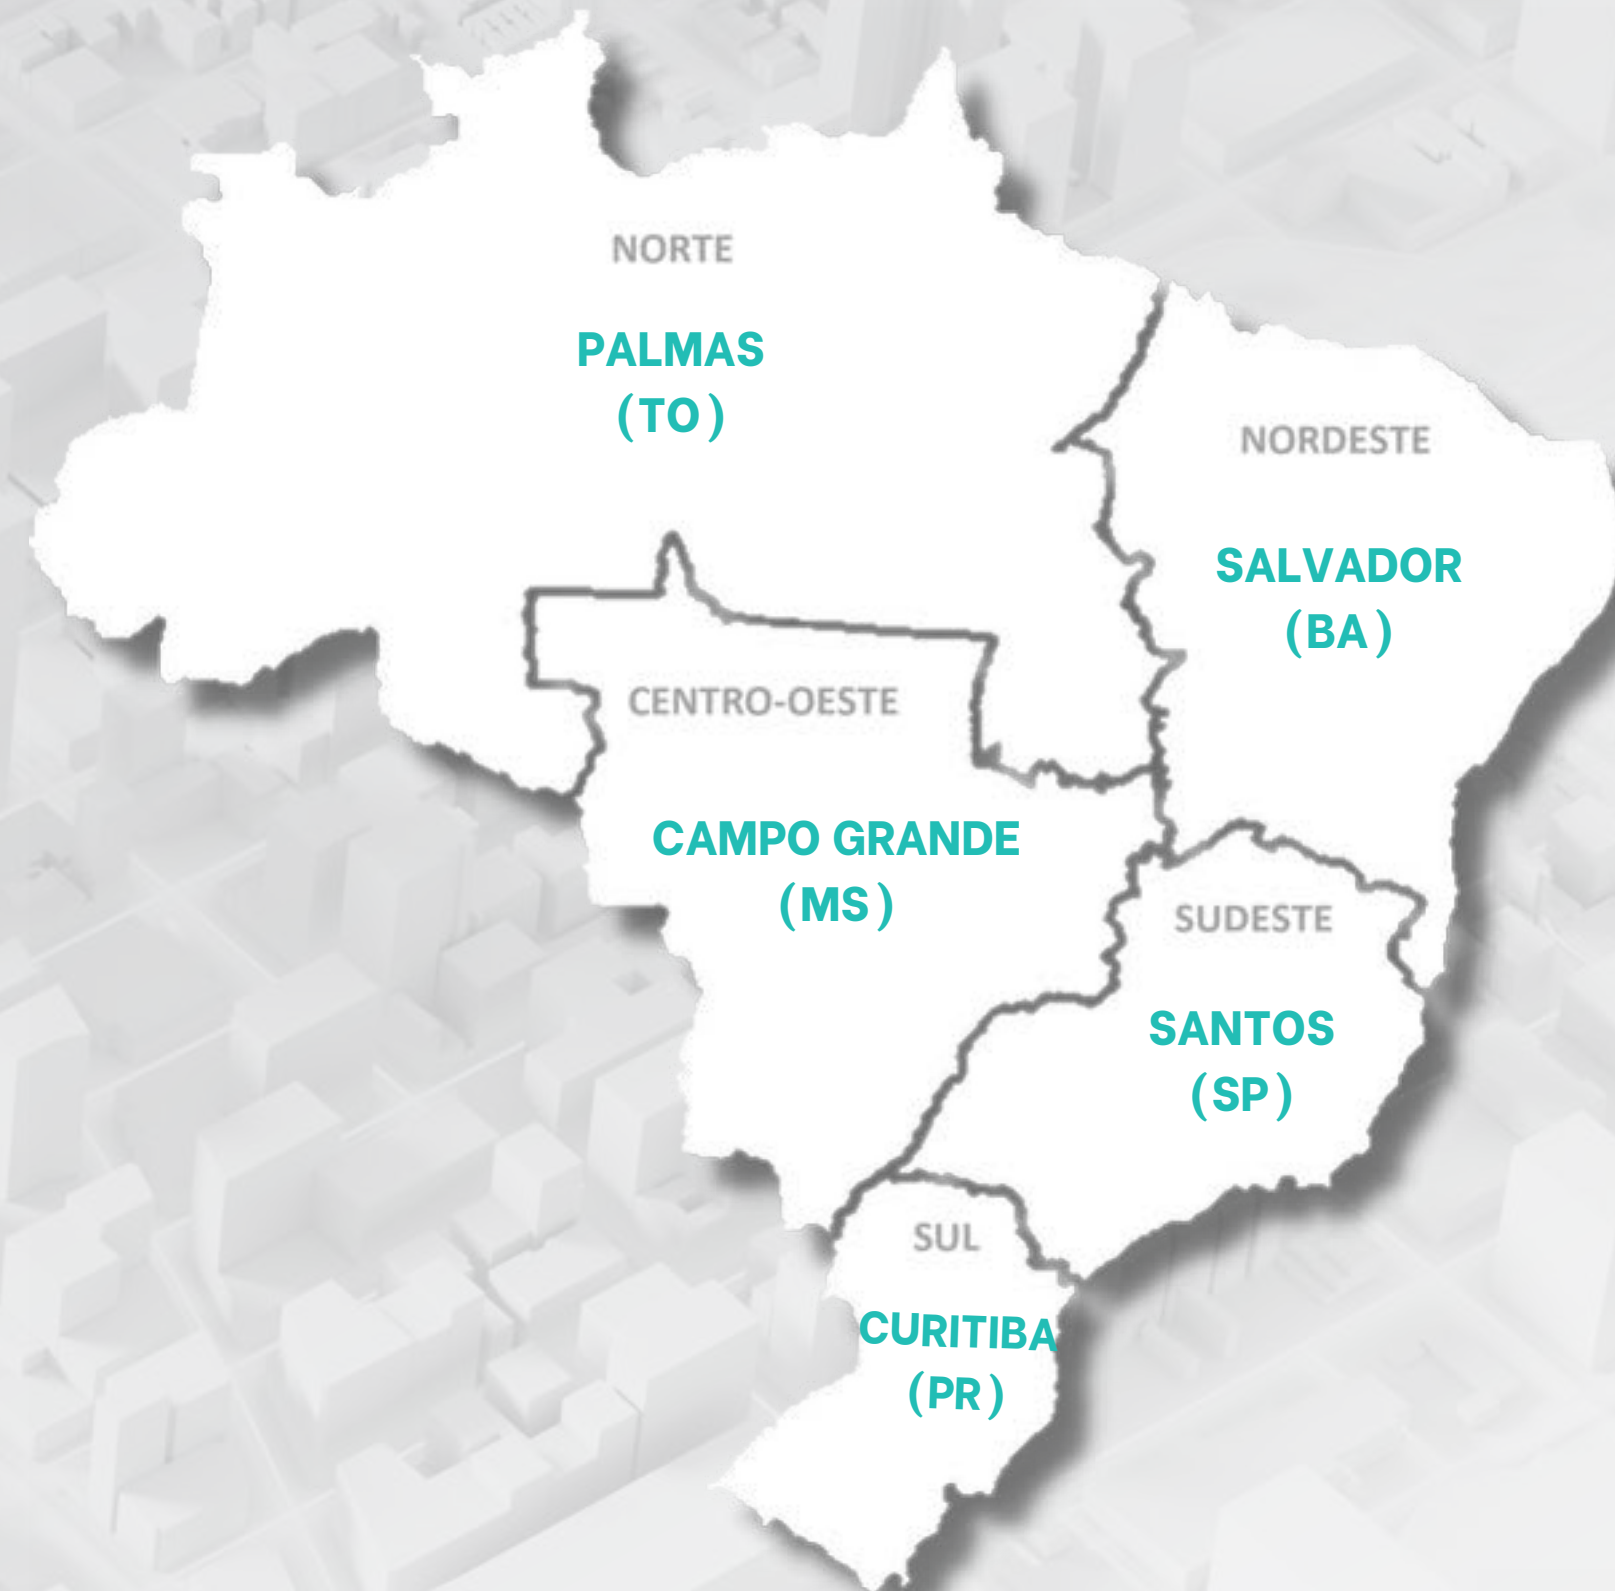 NORTE
PALMAS
(TO)
NORDESTE
SALVADOR
(BA)
CENTRO-OESTE
CAMPO GRANDE
(MS)
SUDESTE
SANTOS
(SP)
SUL
CURITIBA
(PR)